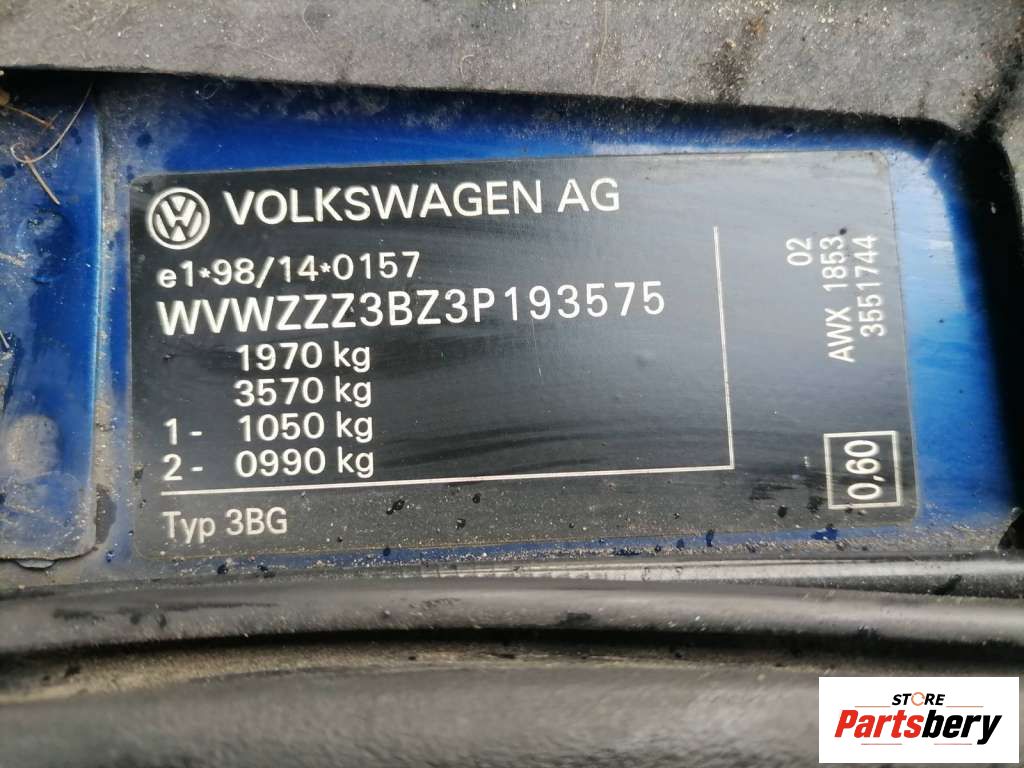 VOLKSWAGEN AG
e1*98/14*0157
WVWZZZ3BZ3P193575
1970 kg
3570 kg
1- 1050 kg
2- 0990 kg
Typ 3BG
02
AWX 1853
3551744
0,60
STORE
Partsbery